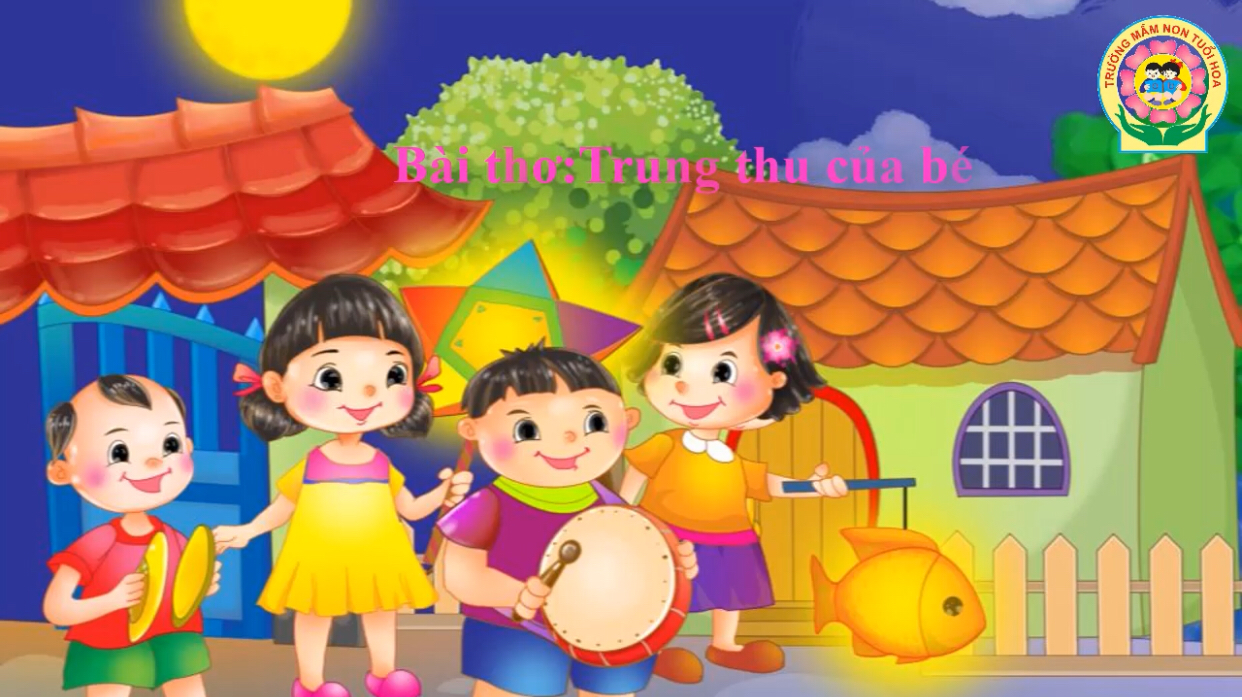 TRƯỜNG MẦM NON TUỔI HOA
Bài thơ:Trung thu của bé